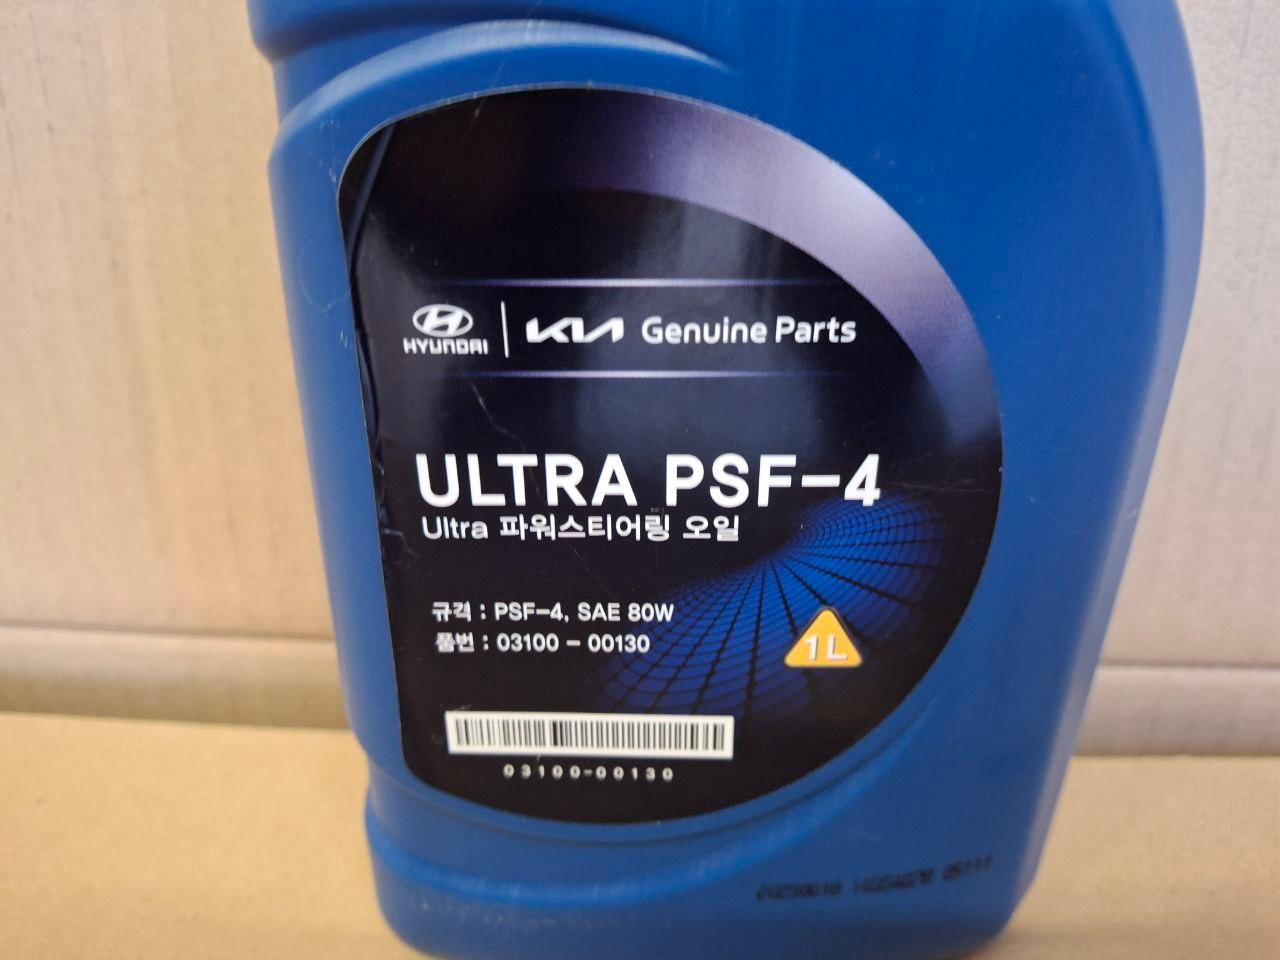 HYUNDAI KIA Genuine Parts
ULTRA PSF-4
Ultra 파워스티어링 오일
규격 : PSF-4, SAE 80W
품번 : 03100 - 00130
1L
03100-00130